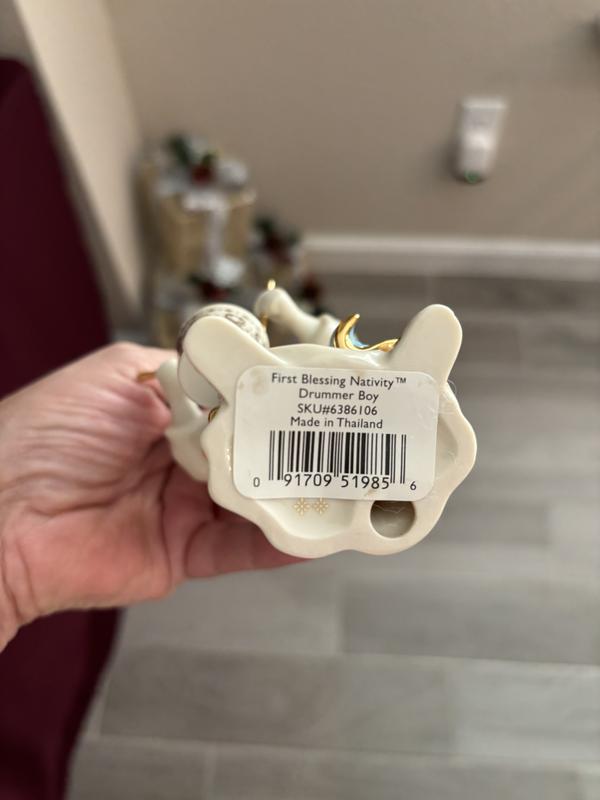 First Blessing Nativity™
Drummer Boy
SKU#6386106
Made in Thailand
0 91709 51985 6